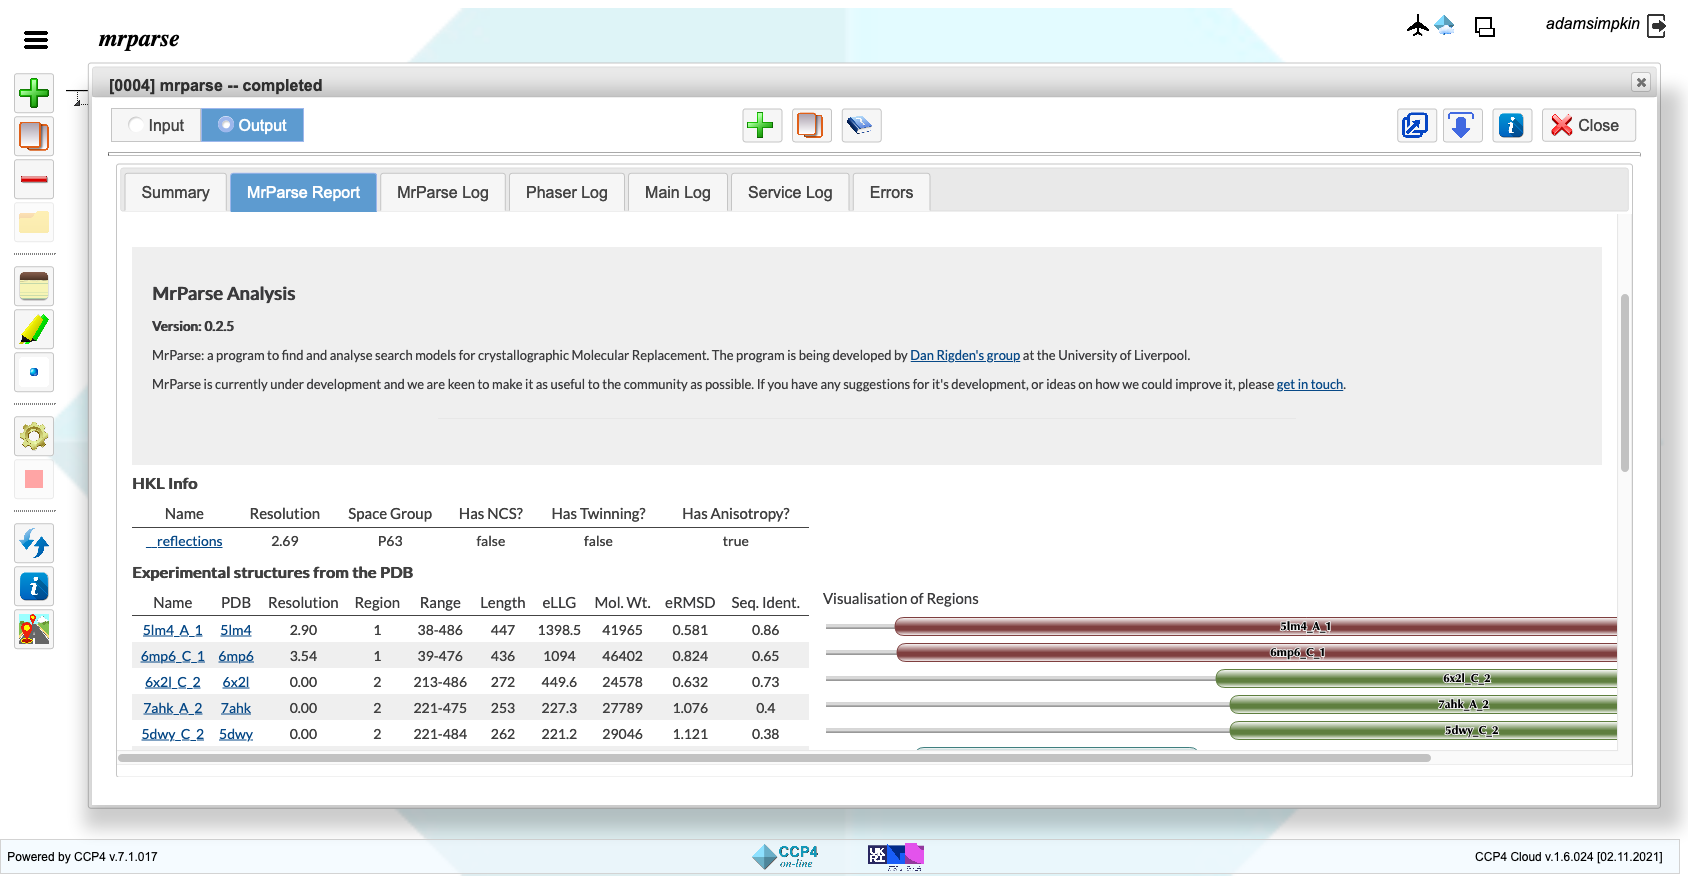 mrparse
adamsimpkin
[0004] mrparse -- completed
Input Output Close
Summary MrParse Report MrParse Log Phaser Log Main Log Service Log Errors
MrParse Analysis
Version: 0.2.5
MrParse: a program to find and analyse search models for crystallographic Molecular Replacement. The program is being developed by Dan Rigden's group at the University of Liverpool.
MrParse is currently under development and we are keen to make it as useful to the community as possible. If you have any suggestions for it's development, or ideas on how we could improve it, please get in touch.
HKL Info
Name Resolution Space Group Has NCS? Has Twinning? Has Anisotropy?
__reflections 2.69 P63 false false true
Experimental structures from the PDB
Name PDB Resolution Region Range Length eLLG Mol. Wt. eRMSD Seq. Ident. Visualisation of Regions
5lm4_A_1 5lm4 2.90 1 38-486 447 1398.5 41965 0.581 0.86 5lm4_A_1
6mp6_C_1 6mp6 3.54 1 39-476 436 1094 46402 0.824 0.65 6mp6_C_1
6x2l_C_2 6x2l 0.00 2 213-486 272 449.6 24578 0.632 0.73 6x2l_C_2
7ahk_A_2 7ahk 0.00 2 221-475 253 227.3 27789 1.076 0.4 7ahk_A_2
5dwy_C_2 5dwy 0.00 2 221-484 262 221.2 29046 1.121 0.38 5dwy_C_2
Powered by CCP4 v.7.1.017
CCP4
on-line
UK
RI
CCP4 Cloud v.1.6.024 [02.11.2021]